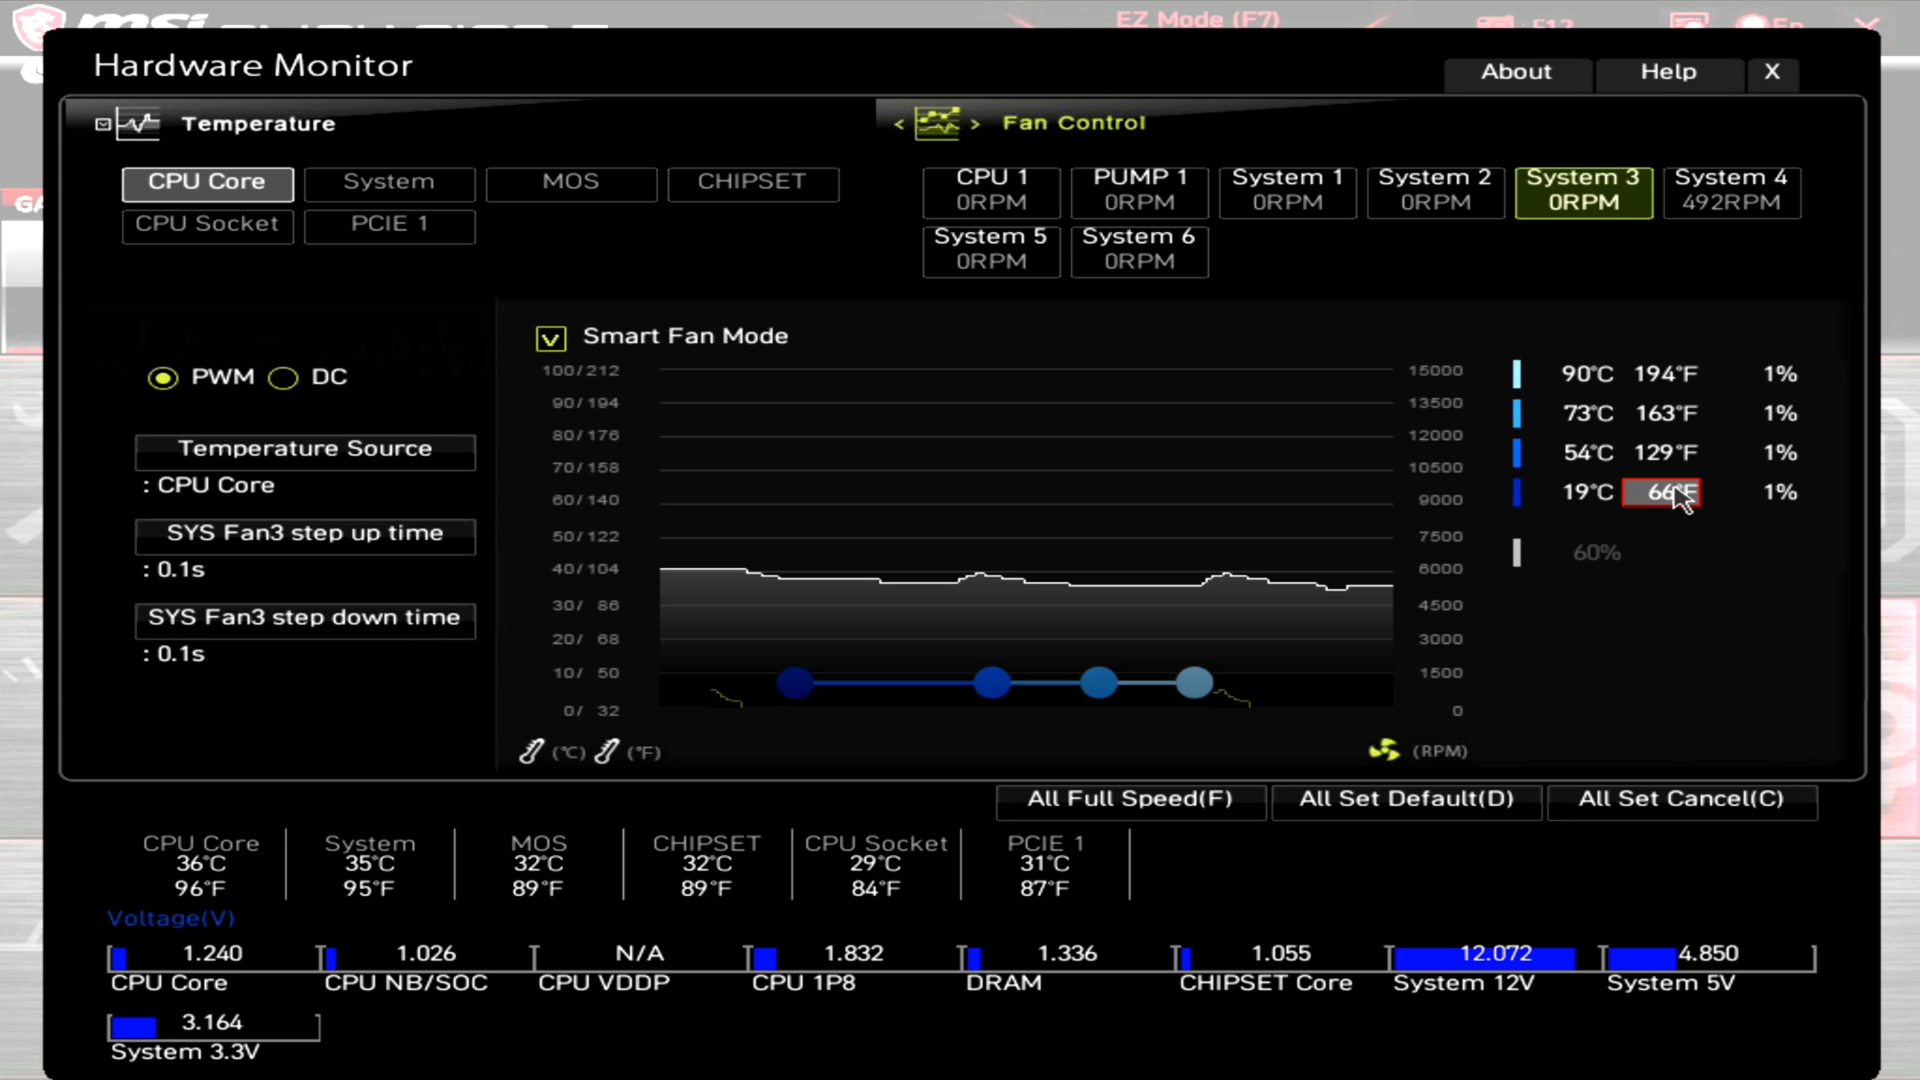 msi
EZ Mode (F7)
: F12
En
X
Hardware Monitor
About
Help
X
Temperature
< > Fan Control
CPU Core
System
MOS
CHIPSET
CPU Socket
PCIE 1
CPU 1
0RPM
PUMP 1
0RPM
System 1
0RPM
System 2
0RPM
System 3
0RPM
System 4
492RPM
System 5
0RPM
System 6
0RPM
PWM
DC
Temperature Source
: CPU Core
SYS Fan3 step up time
: 0.1s
SYS Fan3 step down time
: 0.1s
Smart Fan Mode
100/212
90/194
80/176
70/158
60/140
50/122
40/104
30/ 86
20/ 68
10/ 50
0/ 32
15000
13500
12000
10500
9000
7500
6000
4500
3000
1500
0
(°C) (°F)
(RPM)
90°C 194°F 1%
73°C 163°F 1%
54°C 129°F 1%
19°C 66°F 1%
60%
All Full Speed(F)
All Set Default(D)
All Set Cancel(C)
CPU Core
36°C
96°F
System
35°C
95°F
MOS
32°C
89°F
CHIPSET
32°C
89°F
CPU Socket
29°C
84°F
PCIE 1
31°C
87°F
Voltage(V)
1.240
CPU Core
1.026
CPU NB/SOC
N/A
CPU VDDP
1.832
CPU 1P8
1.336
DRAM
1.055
CHIPSET Core
12.072
System 12V
4.850
System 5V
3.164
System 3.3V